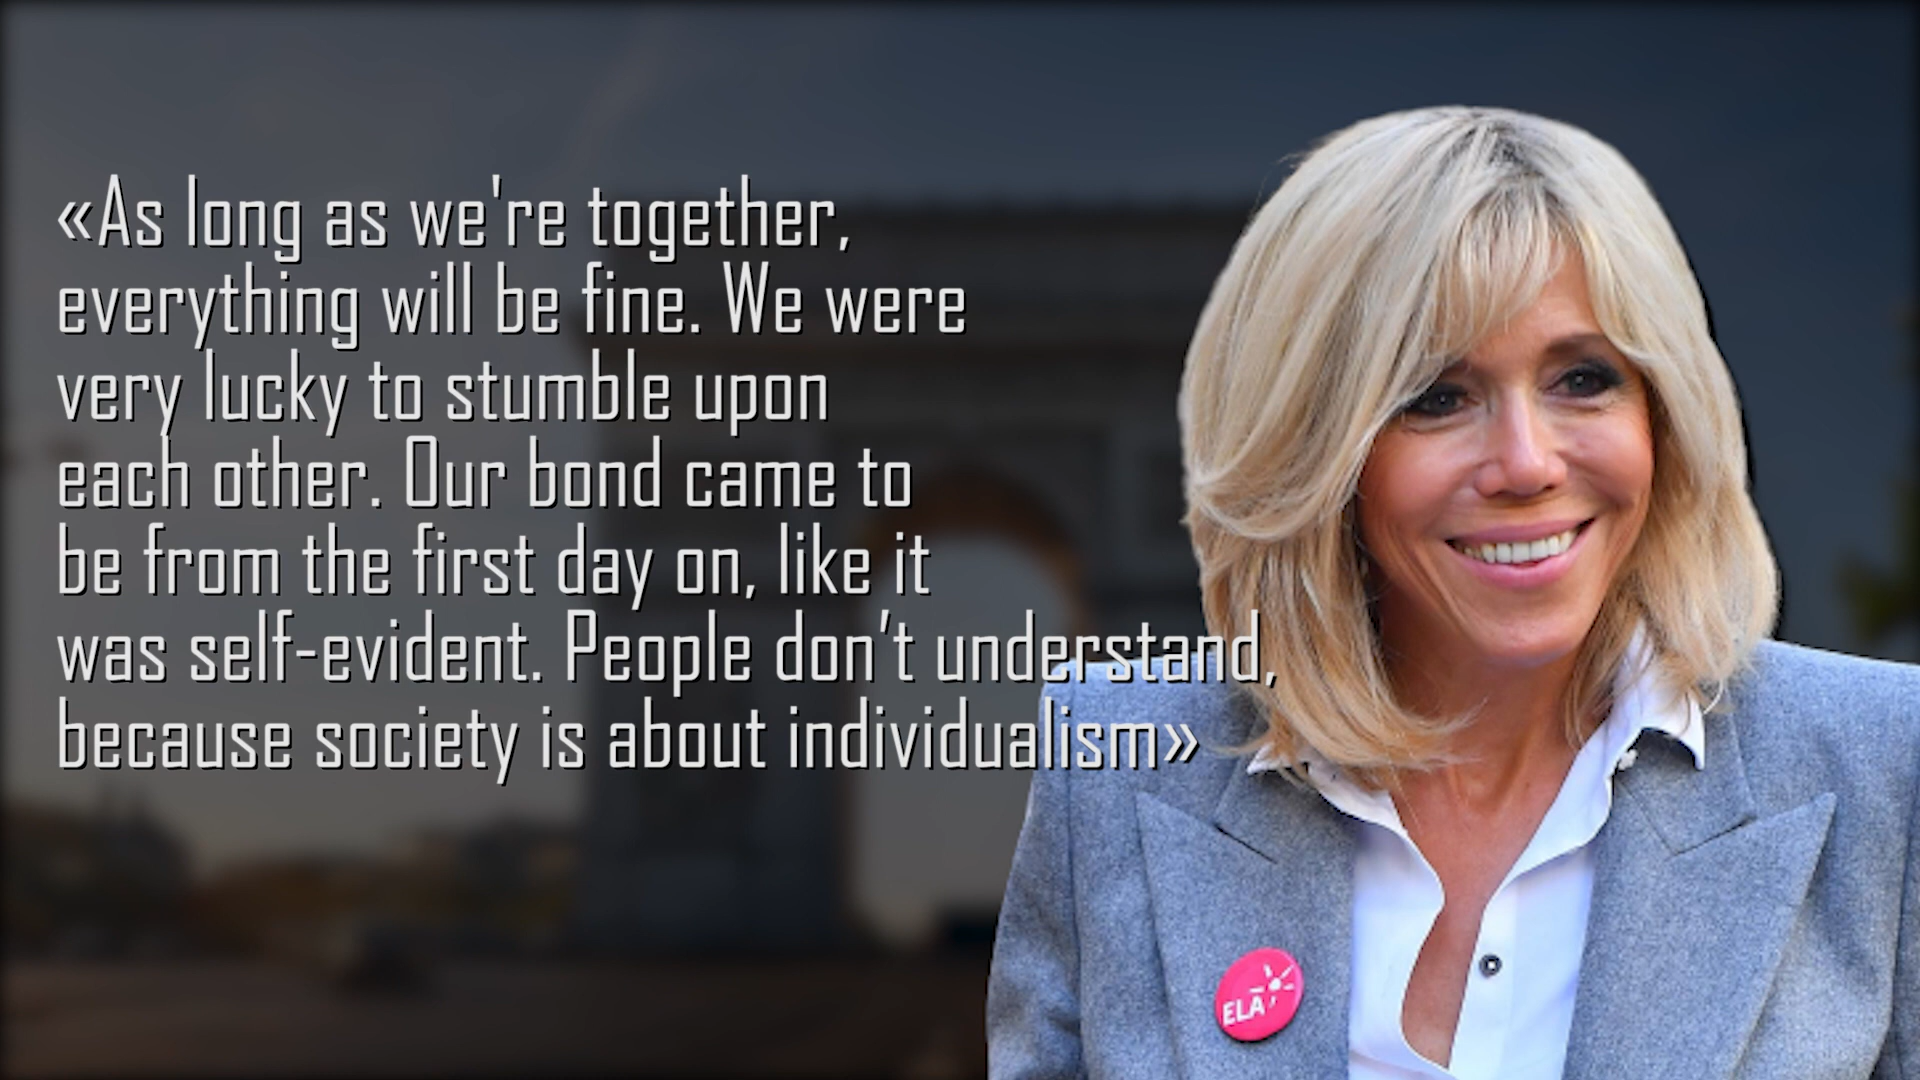 «As long as we're together,
everything will be fine. We were
very lucky to stumble upon
each other. Our bond came to
be from the first day on, like it
was self-evident. People don’t understand,
because society is about individualism»
ELA